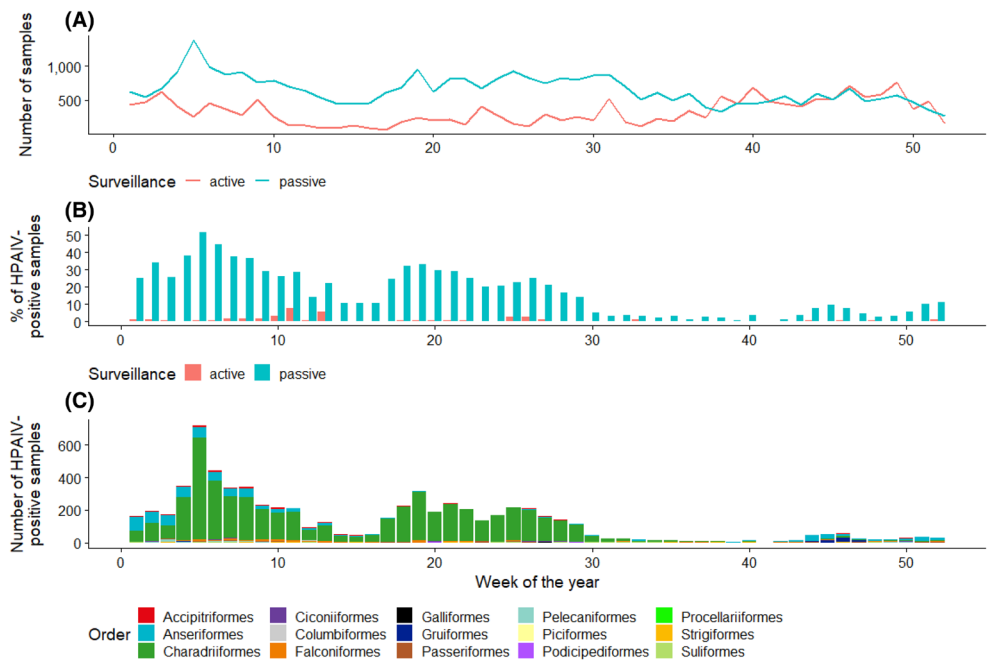 (A)
Number of samples
1,000
500
0 10 20 30 40 50
Surveillance active passive
(B)
% of HPAIV-
positive samples
50
40
30
20
10
0
0 10 20 30 40 50
Surveillance active passive
(C)
Number of HPAIV-
positive samples
600
400
200
0
0 10 20 30 40 50
Week of the year
Order
Accipitriformes Ciconiiformes Galliformes Pelecaniformes Procellariiformes
Anseriformes Columbiformes Gruiformes Piciformes Strigiformes
Charadriiformes Falconiformes Passeriformes Podicipediformes Suliformes